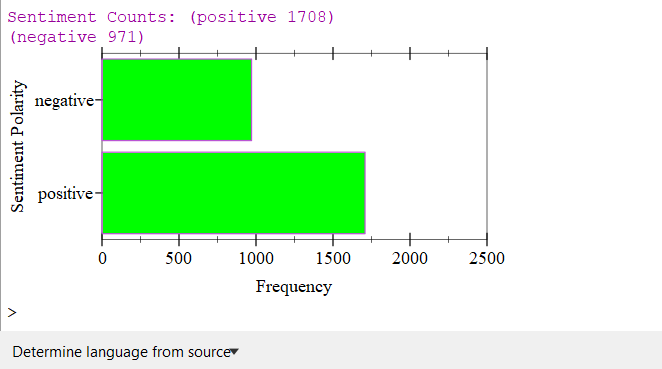 Sentiment Counts: (positive 1708)
(negative 971)
Sentiment Polarity
negative
positive
0 500 1000 1500 2000 2500
Frequency
>
Determine language from source